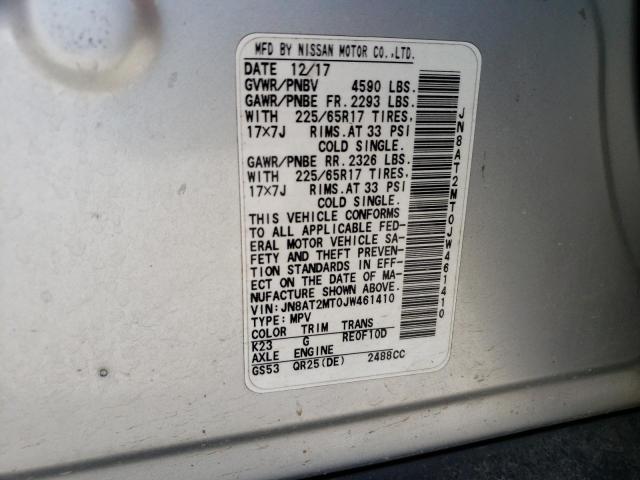 MFD BY NISSAN MOTOR CO.,LTD.
DATE 12/17
GVWR/PNBV 4590 LBS.
GAWR/PNBE FR.2293 LBS.
WITH 225/65R17 TIRES,
17×7J RIMS.AT 33 PSI
COLD SINGLE.
GAWR/PNBE RR.2326 LBS.
WITH 225/65R17 TIRES,
17×7J RIMS.AT 33 PSI
COLD SINGLE.
THIS VEHICLE CONFORMS
TO ALL APPLICABLE FED-
ERAL MOTOR VEHICLE SA-
FETY AND THEFT PREVEN-
TION STANDARDS IN EFF-
ECT ON THE DATE OF MA-
NUFACTURE SHOWN ABOVE.
VIN:JN8AT2MT0JW461410
TYPE:MPV
COLOR TRIM TRANS
K23 G RE0F10D
AXLE ENGINE
GS53 QR25(DE) 2488CC
JN8AT2MT0JW461410